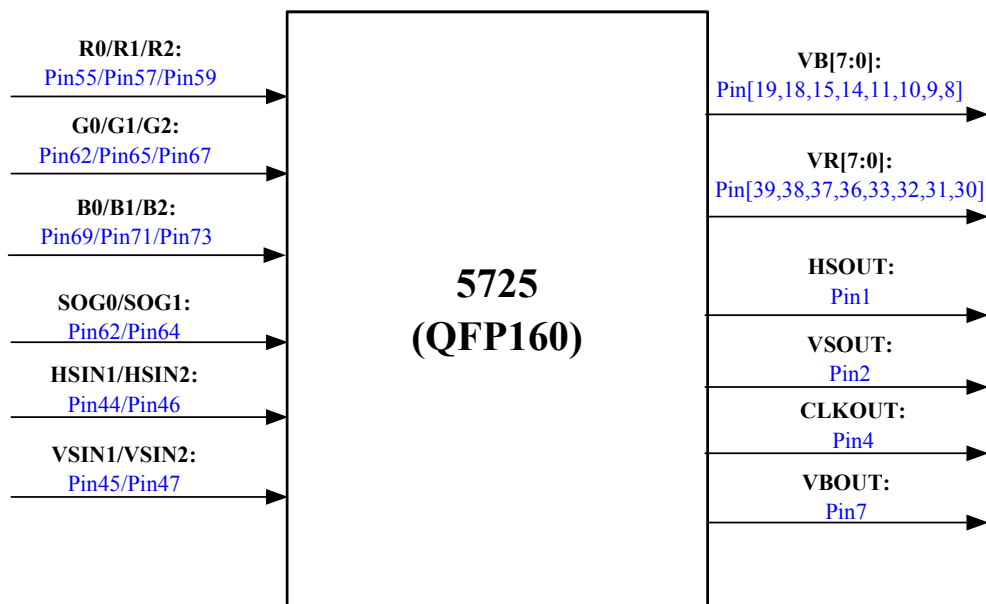 R0/R1/R2:
Pin55/Pin57/Pin59
G0/G1/G2:
Pin62/Pin65/Pin67
B0/B1/B2:
Pin69/Pin71/Pin73
SOG0/SOG1:
Pin62/Pin64
HSIN1/HSIN2:
Pin44/Pin46
VSIN1/VSIN2:
Pin45/Pin47
5725
(QFP160)
VB[7:0]:
Pin[19,18,15,14,11,10,9,8]
VR[7:0]:
Pin[39,38,37,36,33,32,31,30]
HSOUT:
Pin1
VSOUT:
Pin2
CLKOUT:
Pin4
VBOUT:
Pin7